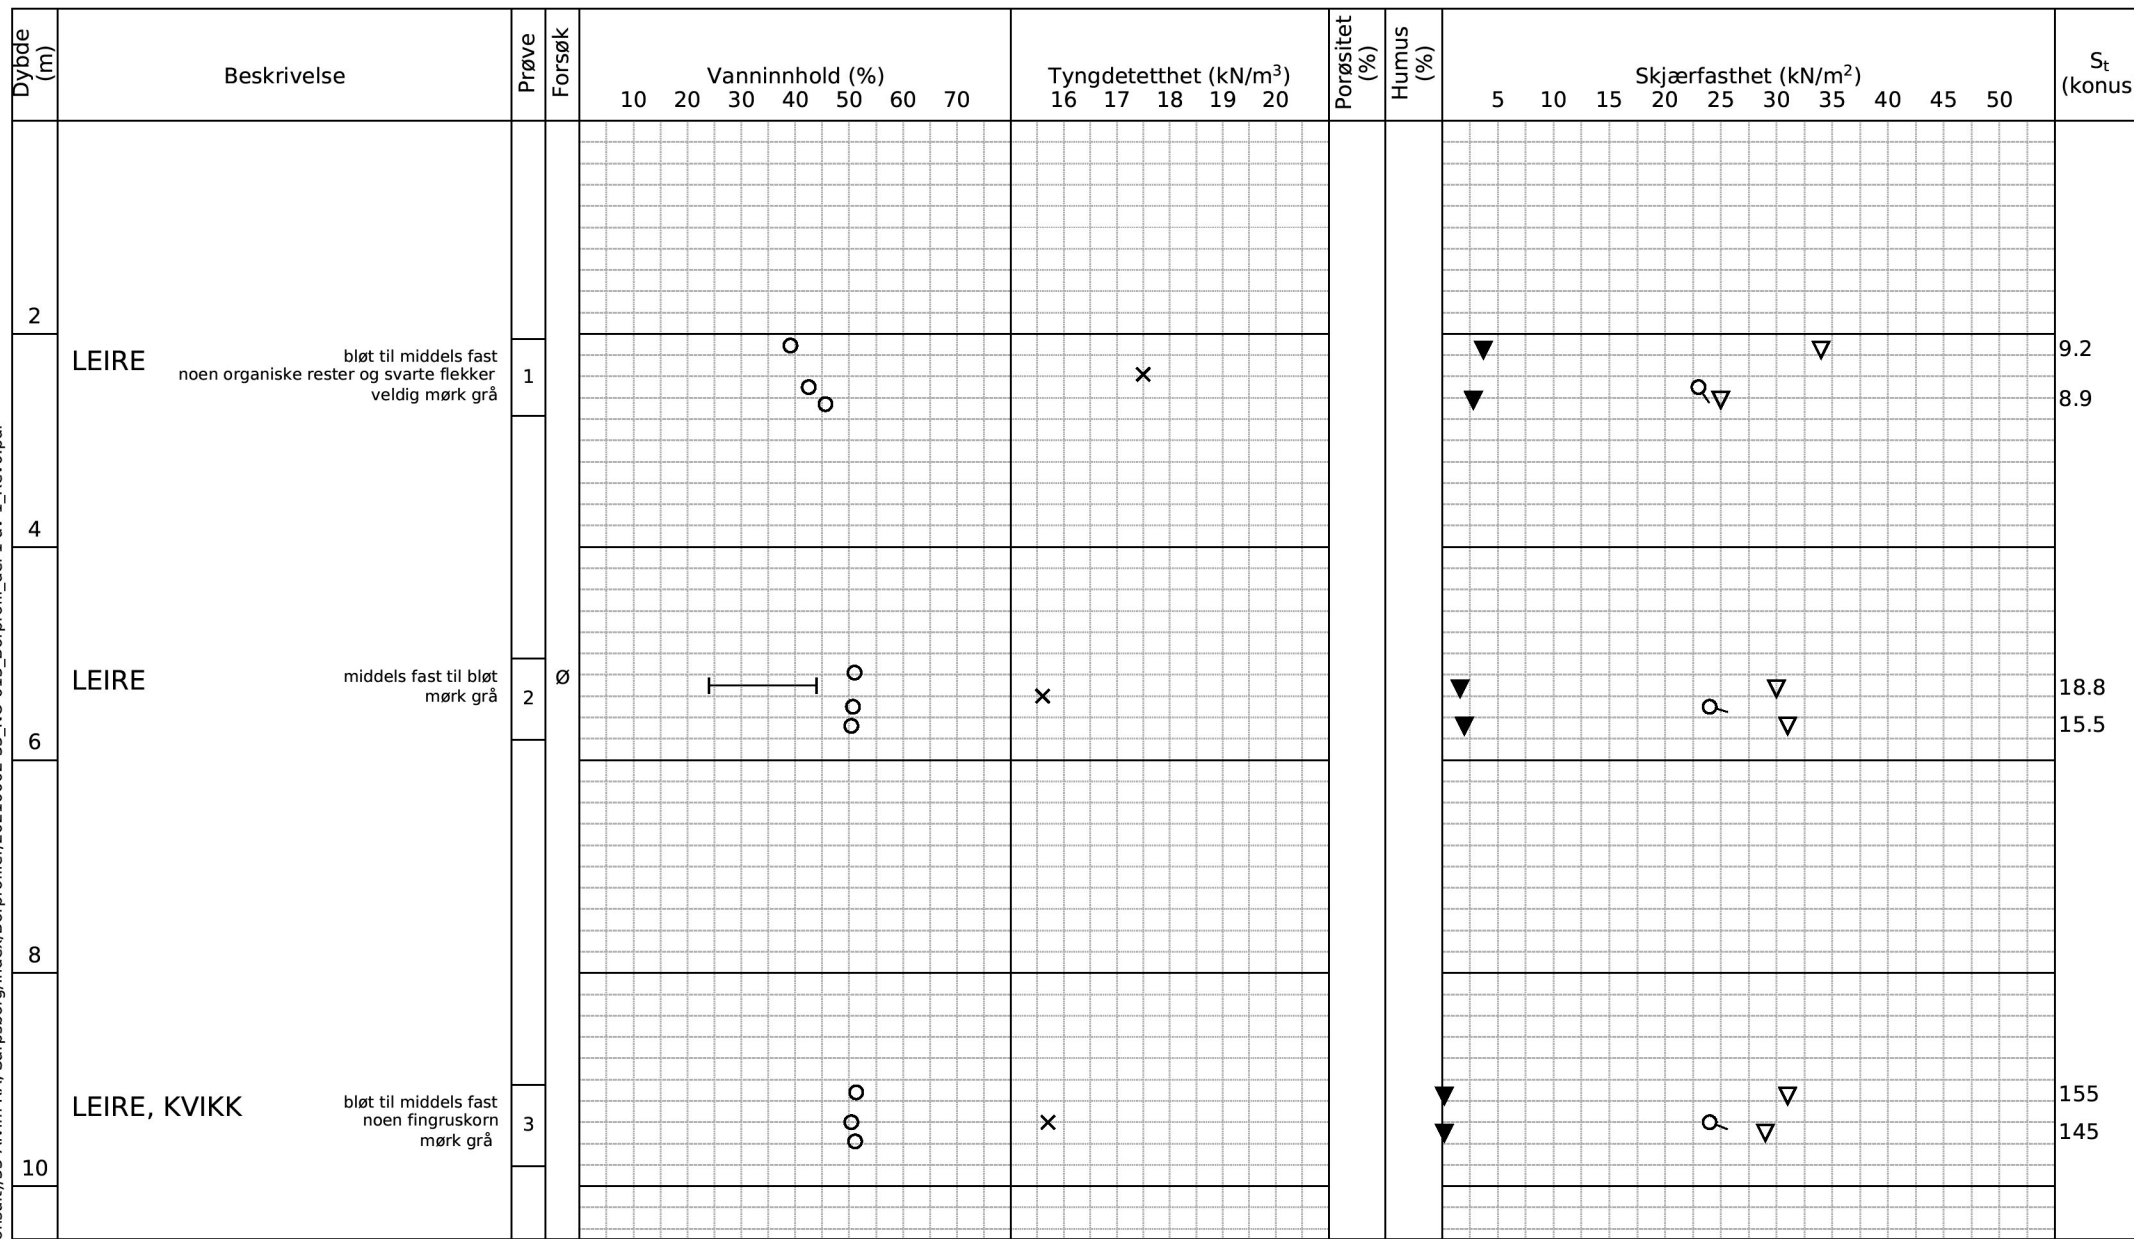 Dybde (m)
Beskrivelse
Prøve
Forsøk
Vanninnhold (%)
10 20 30 40 50 60 70
Tyngdetetthet (kN/m³)
16 17 18 19 20
Porøsitet (%)
Humus (%)
Skjærfasthet (kN/m²)
5 10 15 20 25 30 35 40 45 50
Sₜ
(konus
2
LEIRE
bløt til middels fast
noen organiske rester og svarte flekker
veldig mørk grå
1
9.2
8.9
4
LEIRE
middels fast til bløt
mørk grå
2
Ø
18.8
15.5
6
8
LEIRE, KVIKK
bløt til middels fast
noen fingruskorn
mørk grå
3
155
145
10